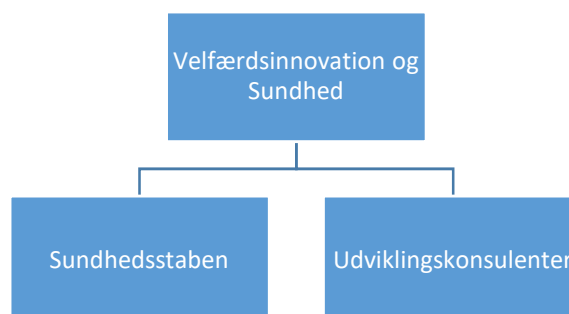 Velfærdsinnovation og
Sundhed
Sundhedsstaben
Udviklingskonsulenter